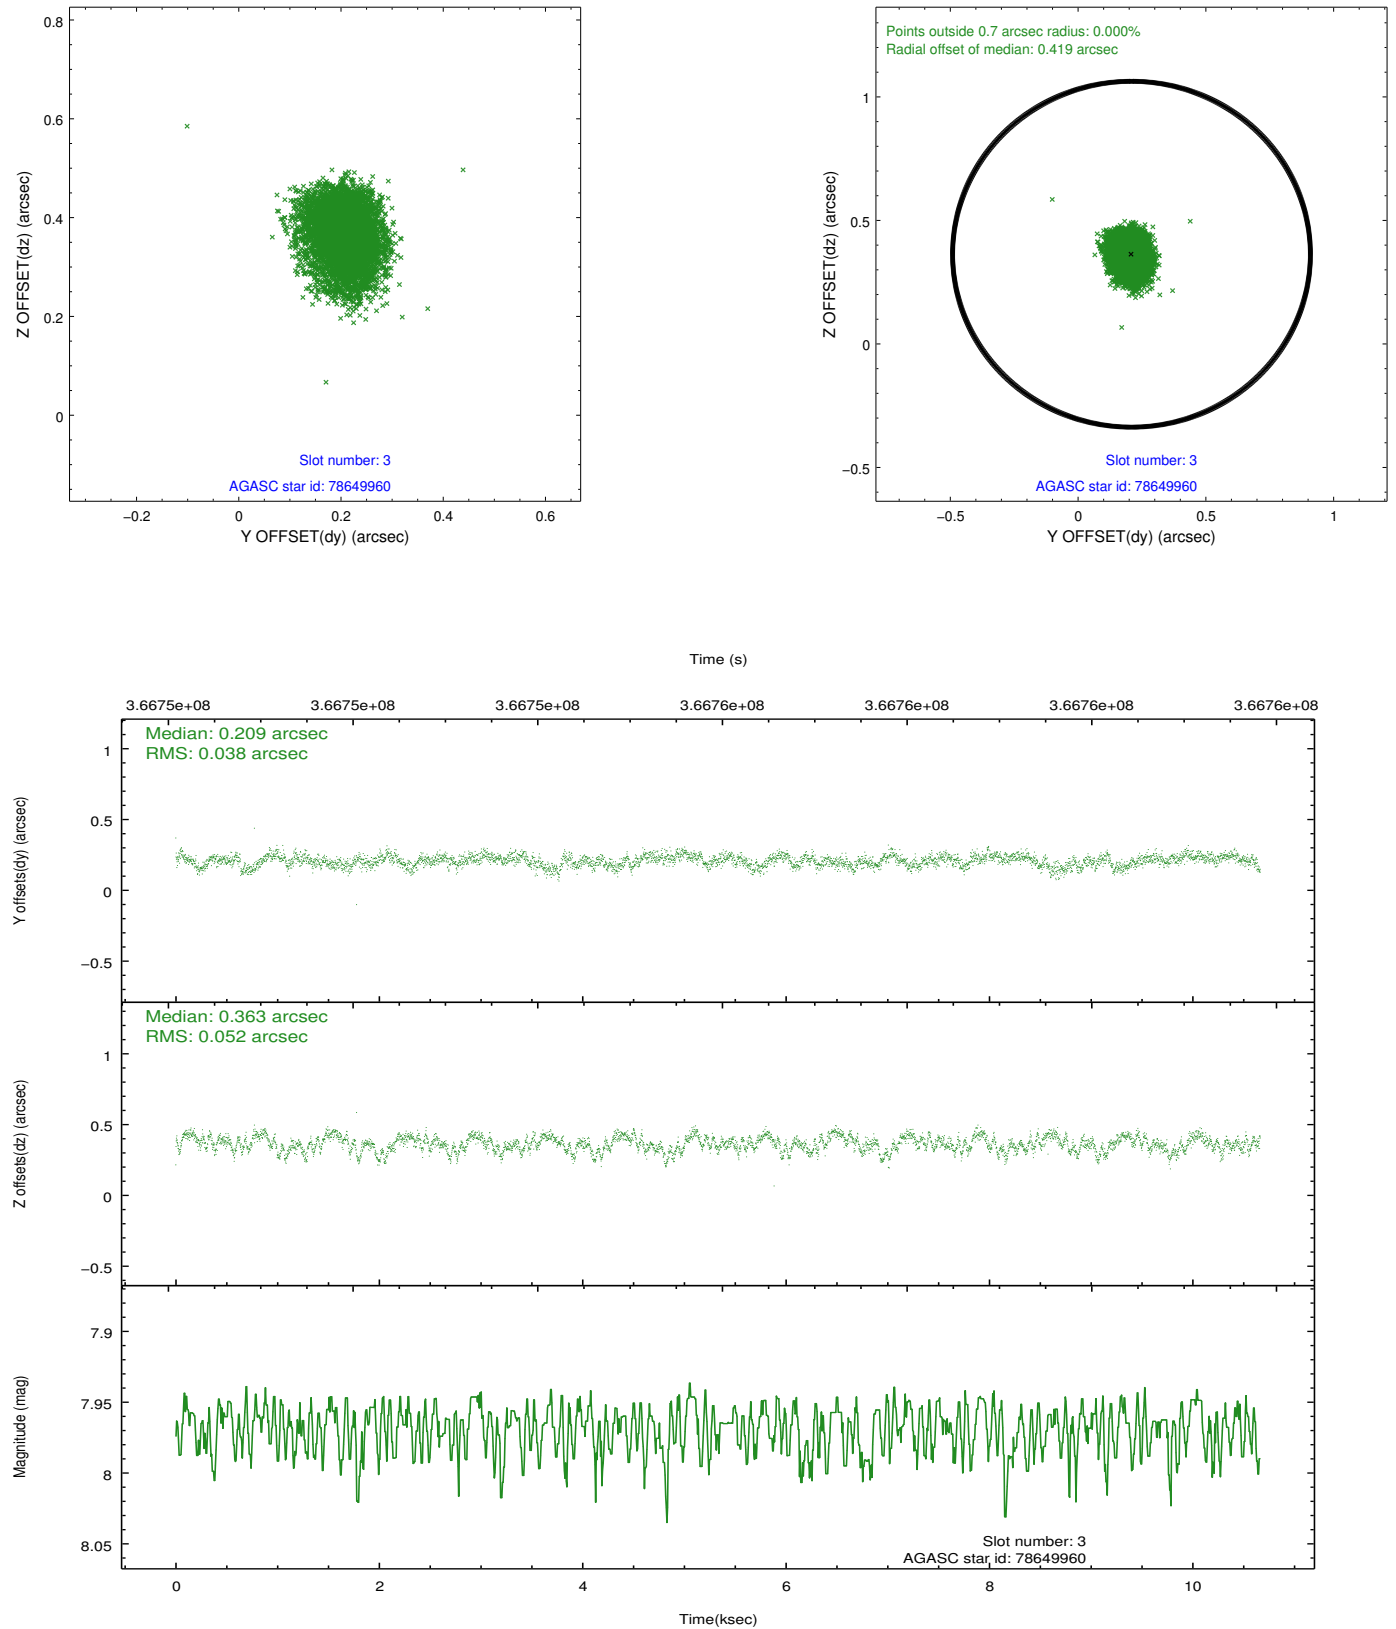 0.8
0.6
0.4
0.2
0
Z OFFSET(dz) (arcsec)
Slot number: 3
AGASC star id: 78649960
−0.2 0 0.2 0.4 0.6
Y OFFSET(dy) (arcsec)
Points outside 0.7 arcsec radius: 0.000%
Radial offset of median: 0.419 arcsec
1
0.5
0
−0.5
Z OFFSET(dz) (arcsec)
Slot number: 3
AGASC star id: 78649960
−0.5 0 0.5 1
Y OFFSET(dy) (arcsec)
Time (s)
3.6675e+08 3.6675e+08 3.6675e+08 3.6676e+08 3.6676e+08 3.6676e+08 3.6676e+08
Median: 0.209 arcsec
RMS: 0.038 arcsec
1
0.5
0
−0.5
Y offsets(dy) (arcsec)
Median: 0.363 arcsec
RMS: 0.052 arcsec
1
0.5
0
−0.5
Z offsets(dz) (arcsec)
7.9
7.95
8
8.05
Magnitude (mag)
Slot number: 3
AGASC star id: 78649960
0 2 4 6 8 10
Time(ksec)